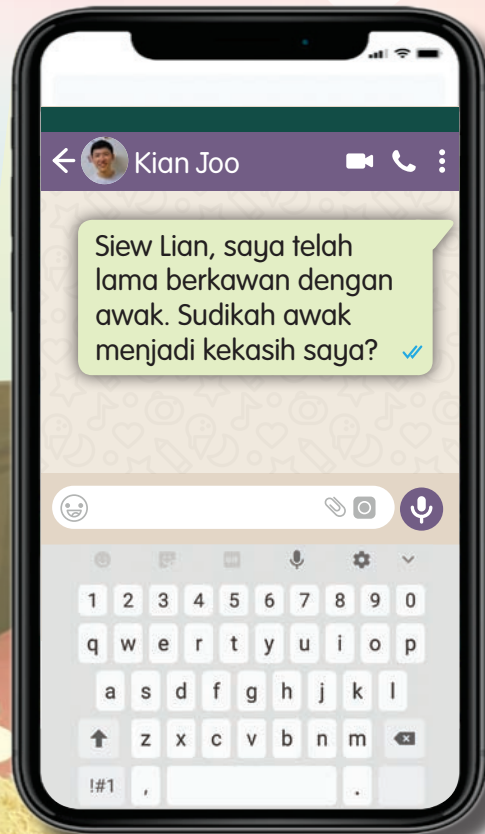 Kian Joo
Siew Lian, saya telah
lama berkawan dengan
awak. Sudikah awak
menjadi kekasih saya?
1 2 3 4 5 6 7 8 9 0
q w e r t y u i o p
a s d f g h j k l
z x c v b n m
!#1 , .